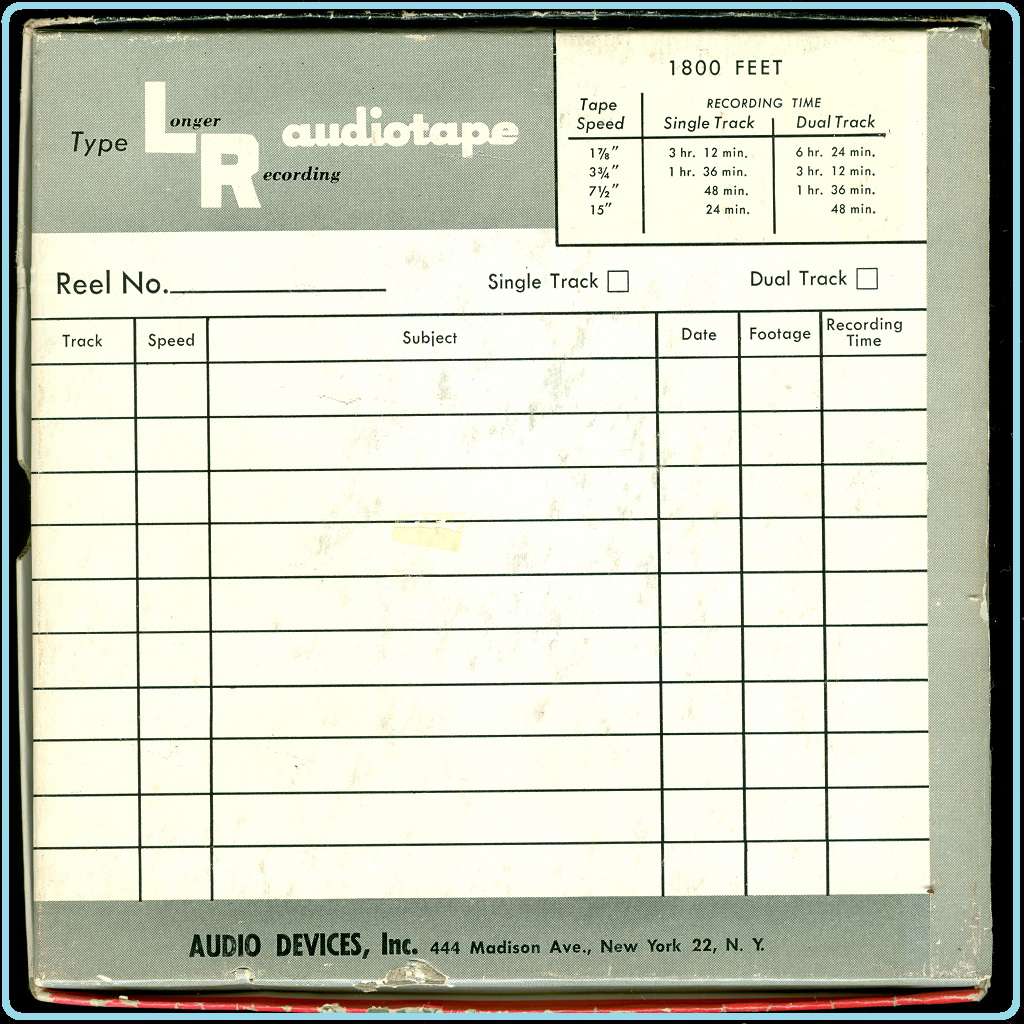 Type Longer Recording audiotape
1800 FEET
Tape Speed
RECORDING TIME
Single Track Dual Track
1⅞" 3 hr. 12 min. 6 hr. 24 min.
3¾" 1 hr. 36 min. 3 hr. 12 min.
7½" 48 min. 1 hr. 36 min.
15" 24 min. 48 min.
Reel No. Single Track Dual Track
Track Speed Subject Date Footage Recording Time
AUDIO DEVICES, Inc. 444 Madison Ave., New York 22, N. Y.